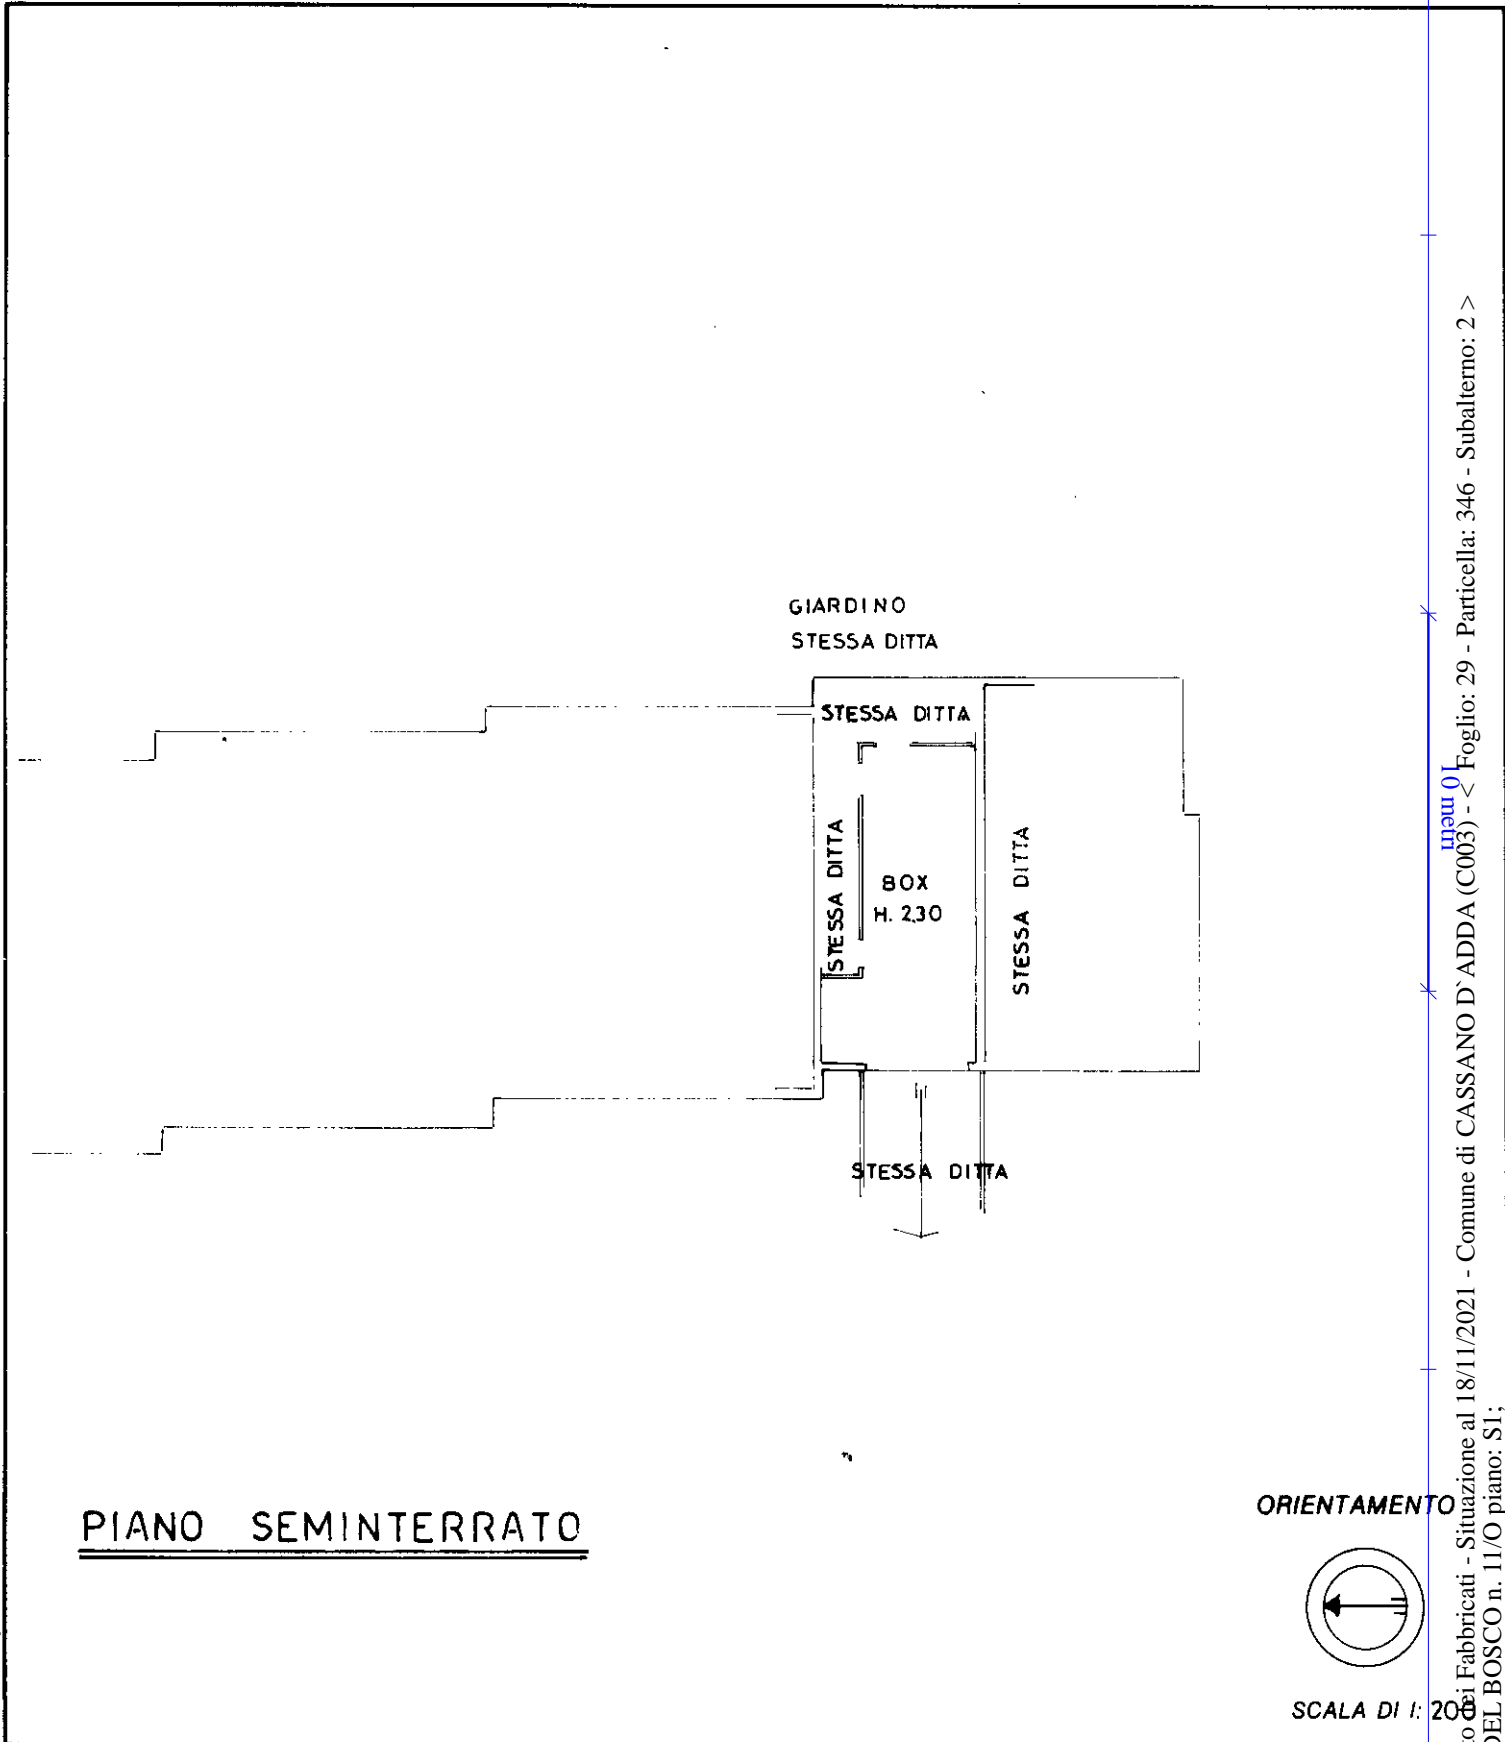 GIARDINO
STESSA DITTA
STESSA DITTA
STESSA DITTA
BOX
H. 2,30
STESSA DITTA
STESSA DITTA
PIANO SEMINTERRATO
ORIENTAMENTO
SCALA DI 1: 200
10 metri
dei Fabbricati - Situazione al 18/11/2021 - Comune di CASSANO D`ADDA (C003) - < Foglio: 29 - Particella: 346 - Subalterno: 2 >
DEL BOSCO n. 11/O piano: S1;